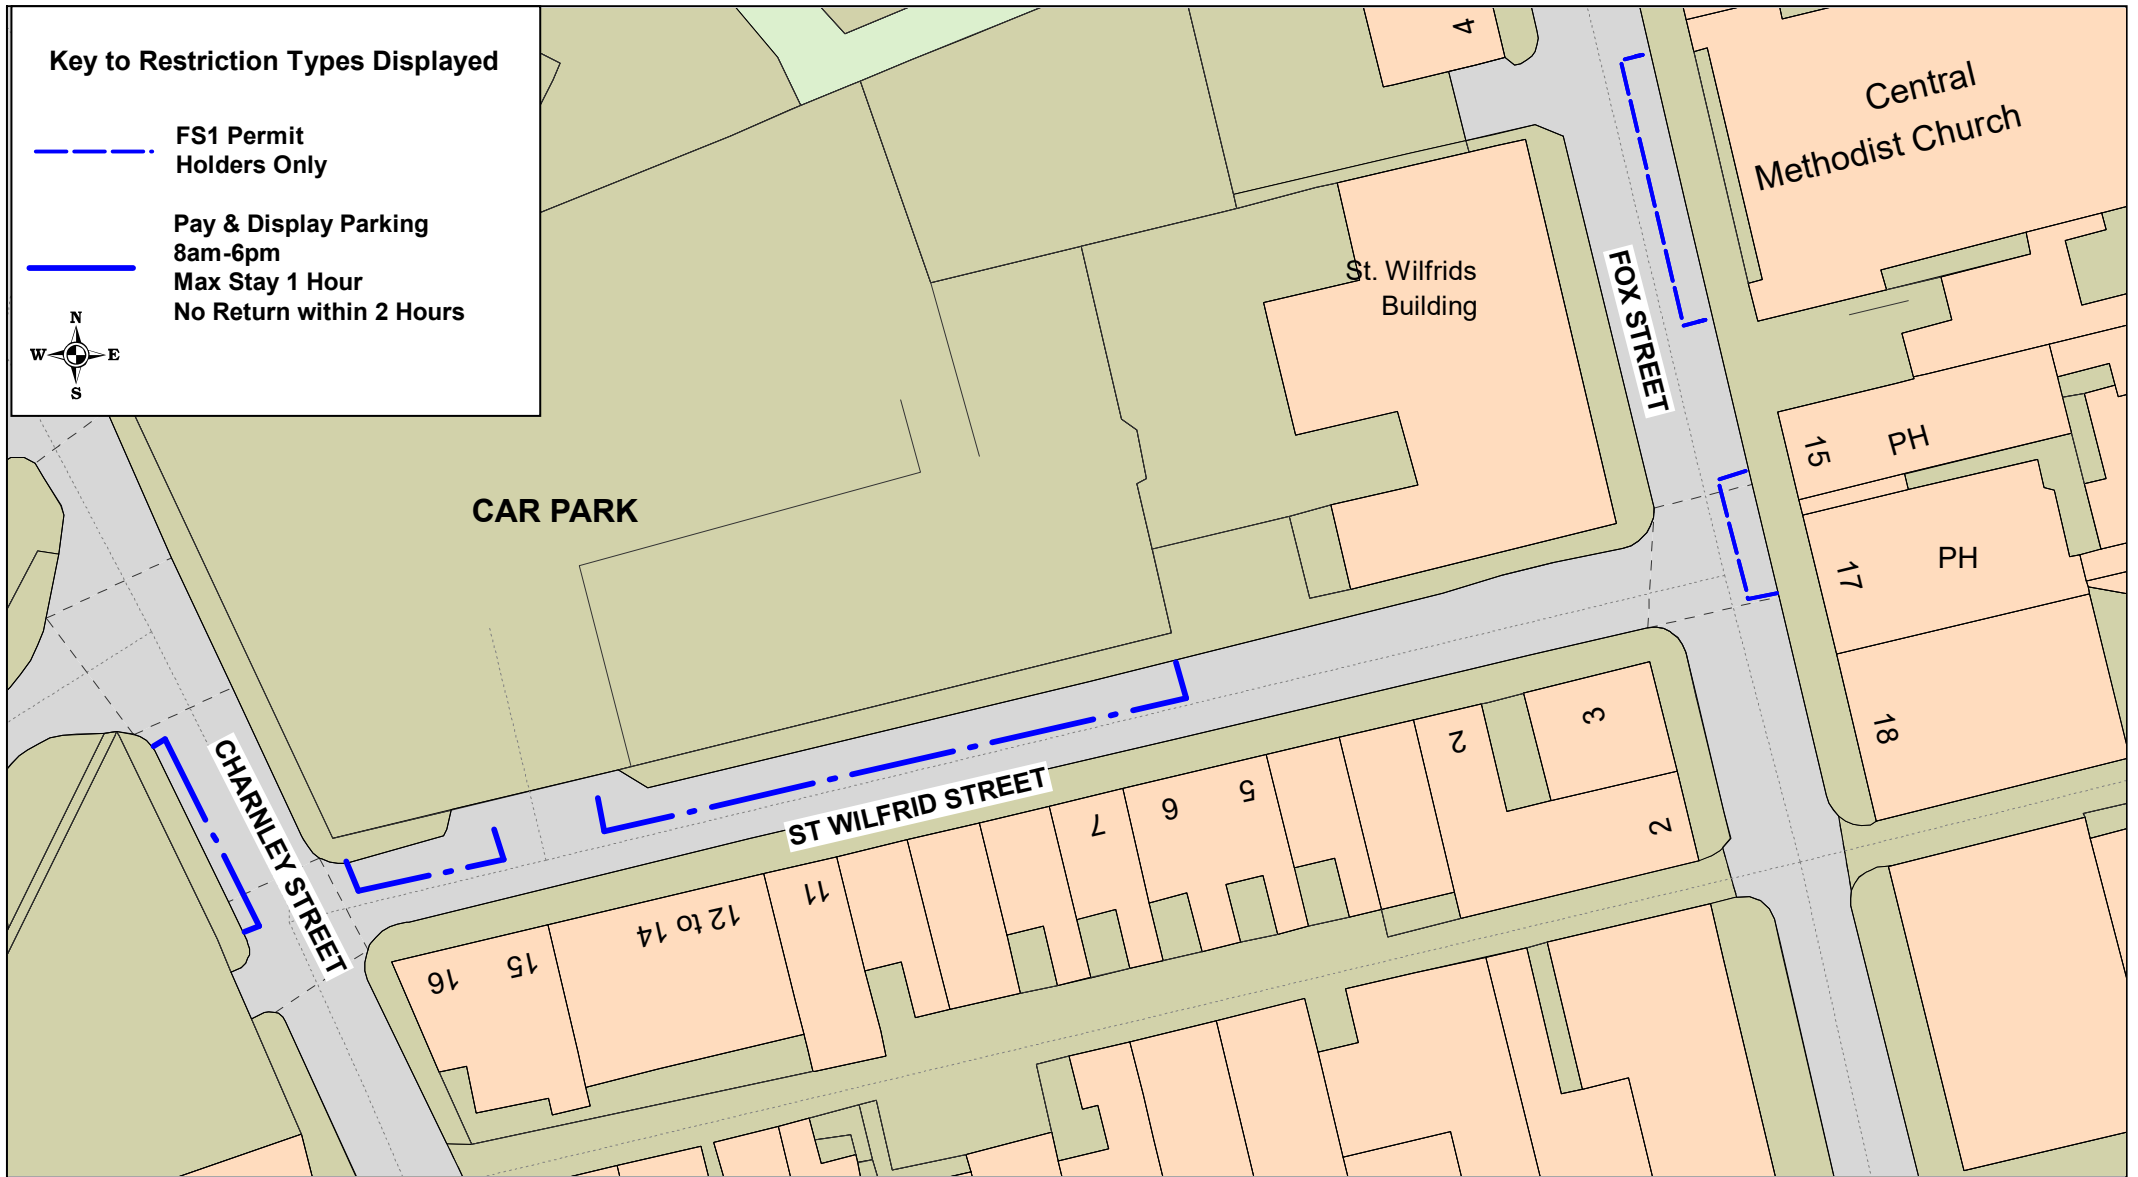 Key to Restriction Types Displayed
FS1 Permit
Holders Only
Pay & Display Parking
8am-6pm
Max Stay 1 Hour
No Return within 2 Hours
N
W E
S
4
Central
Methodist Church
St. Wilfrids
Building
FOX STREET
15
PH
CAR PARK
17
PH
18
3
2
CHARNLEY STREET
ST WILFRID STREET
5
6
7
2
11
12 to 14
15
16